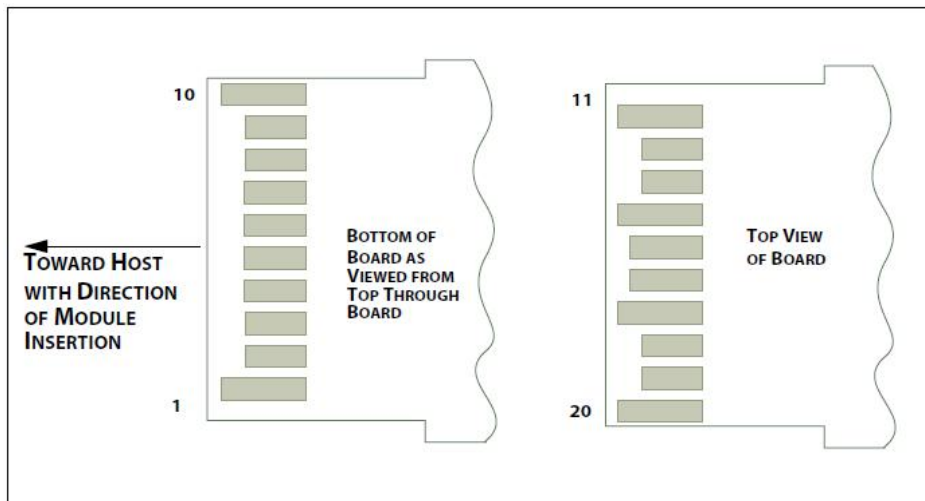 10
1
TOWARD HOST
WITH DIRECTION
OF MODULE
INSERTION
BOTTOM OF
BOARD AS
VIEWED FROM
TOP THROUGH
BOARD
11
20
TOP VIEW
OF BOARD